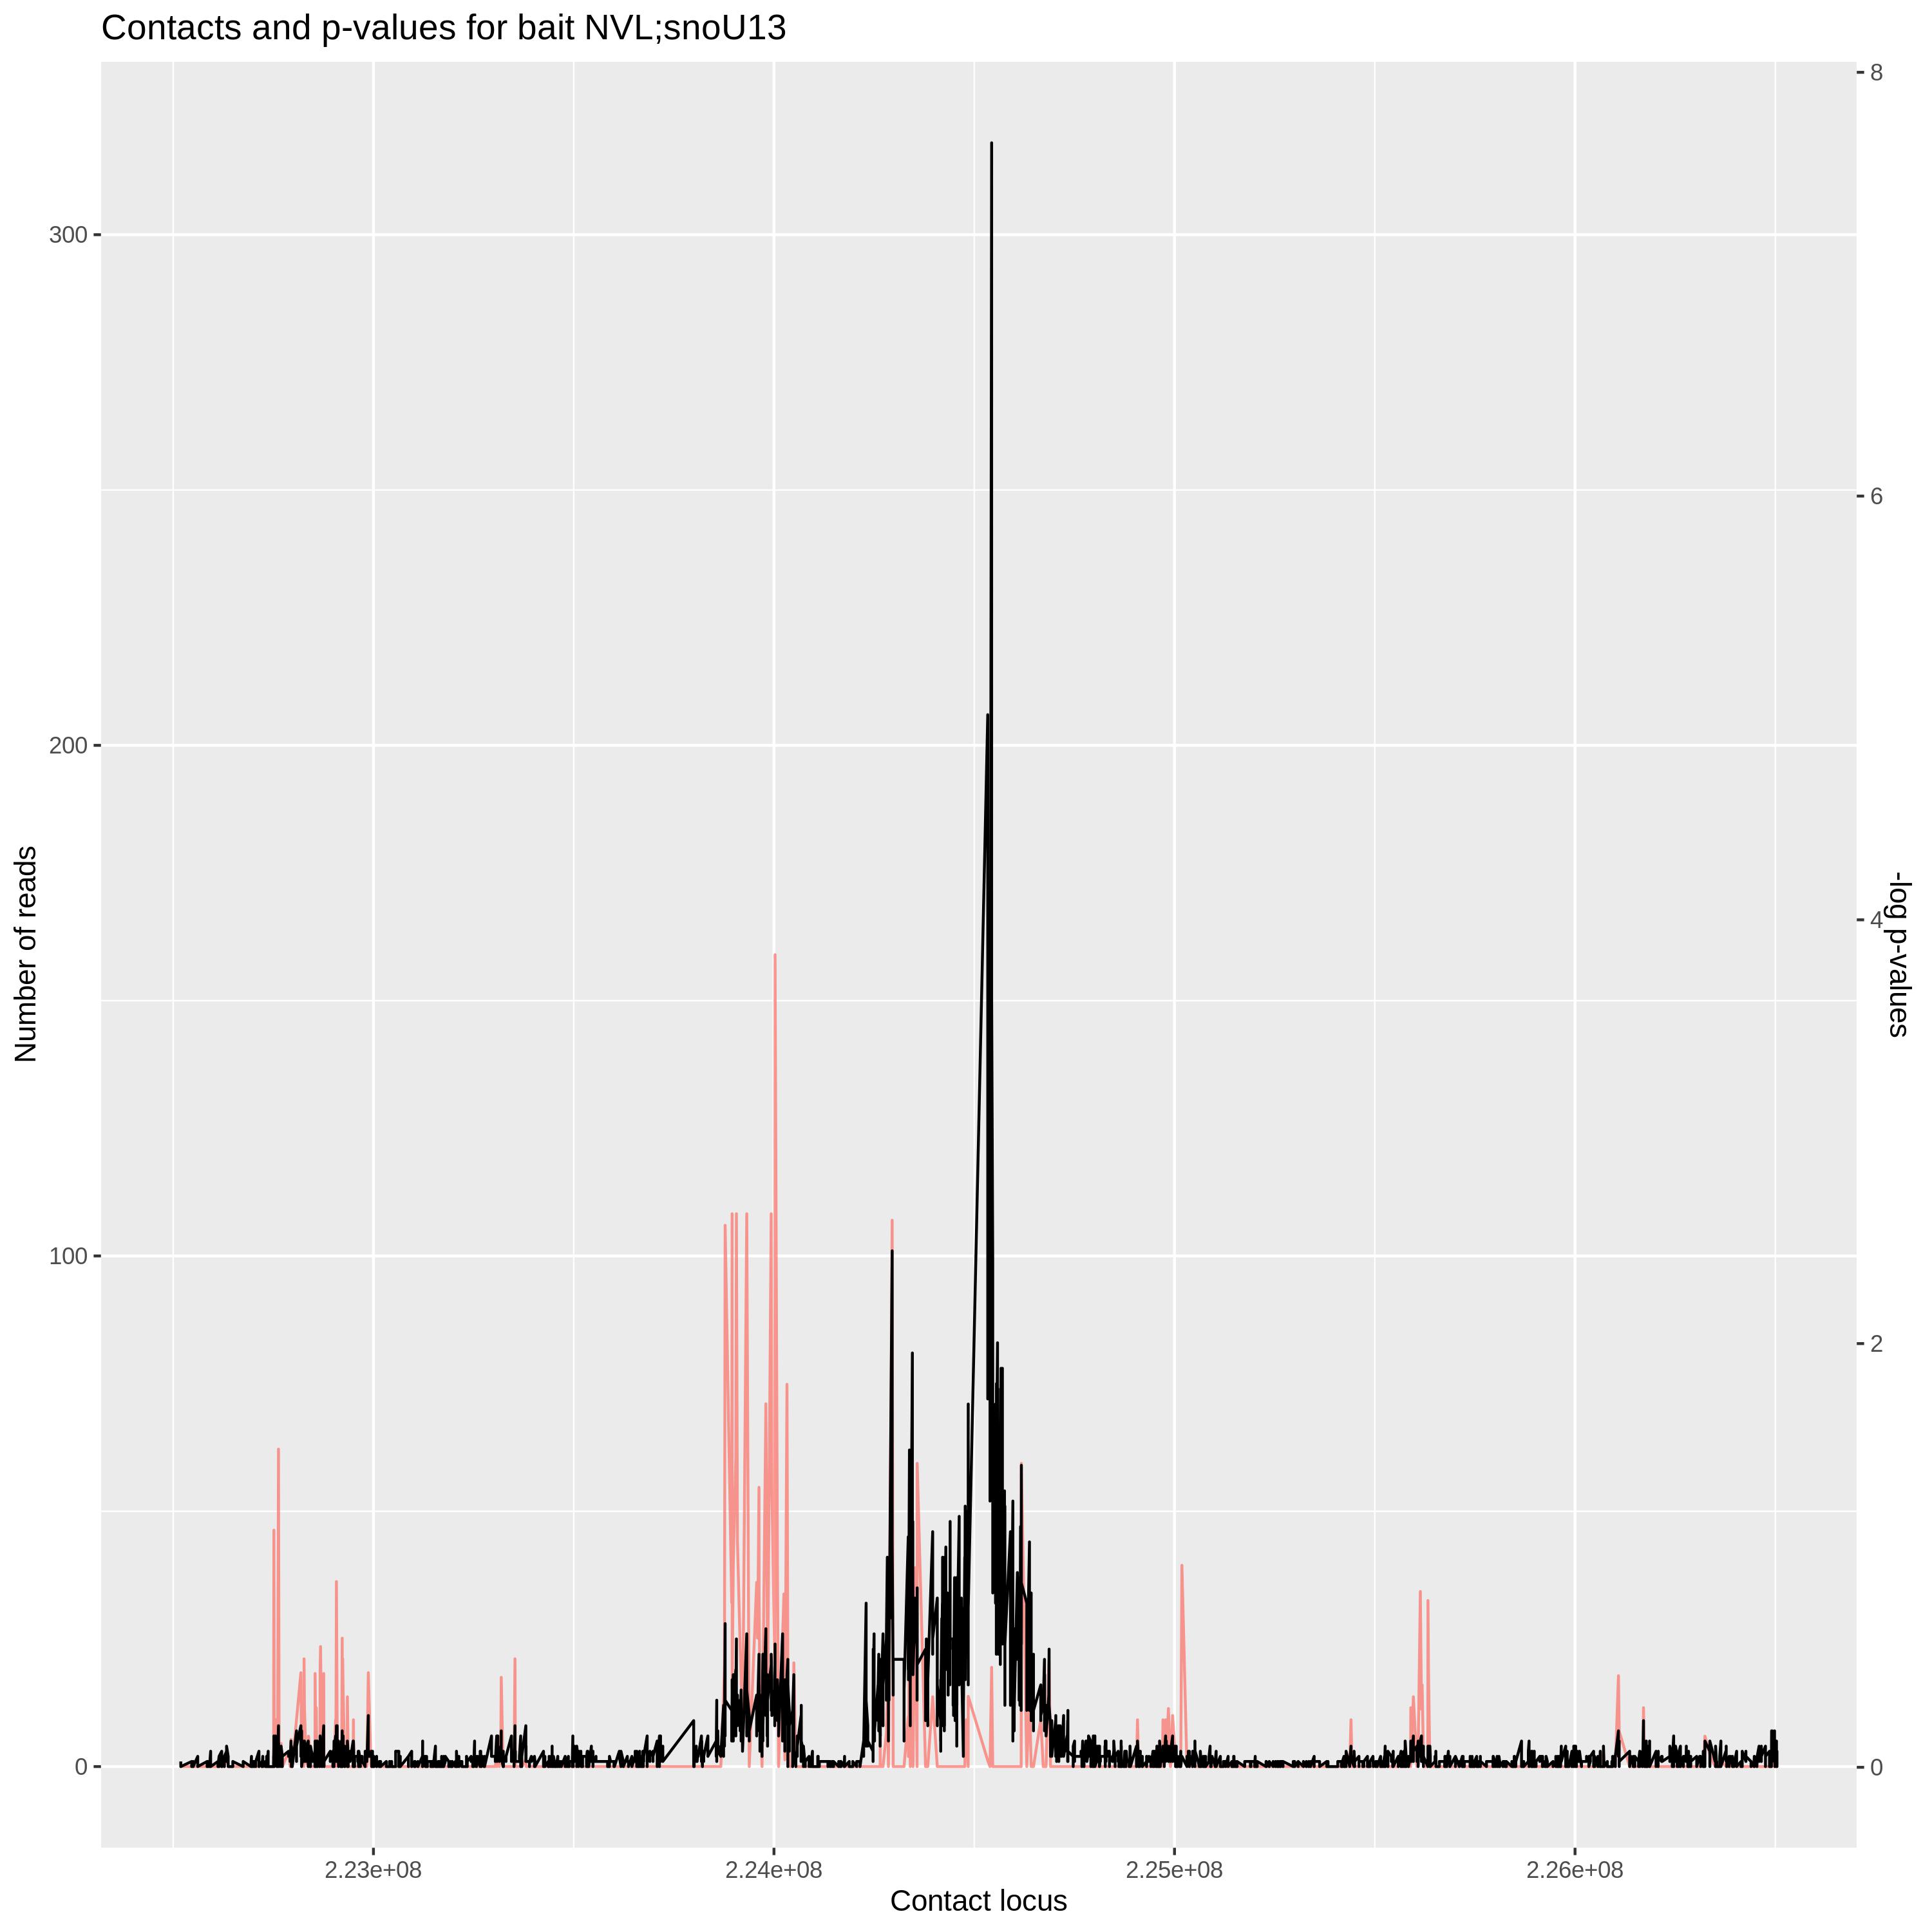 Contacts and p-values for bait NVL;snoU13
300
200
100
0
Number of reads
8
6
4
2
0
-log p-values
2.23e+08
2.24e+08
2.25e+08
2.26e+08
Contact locus